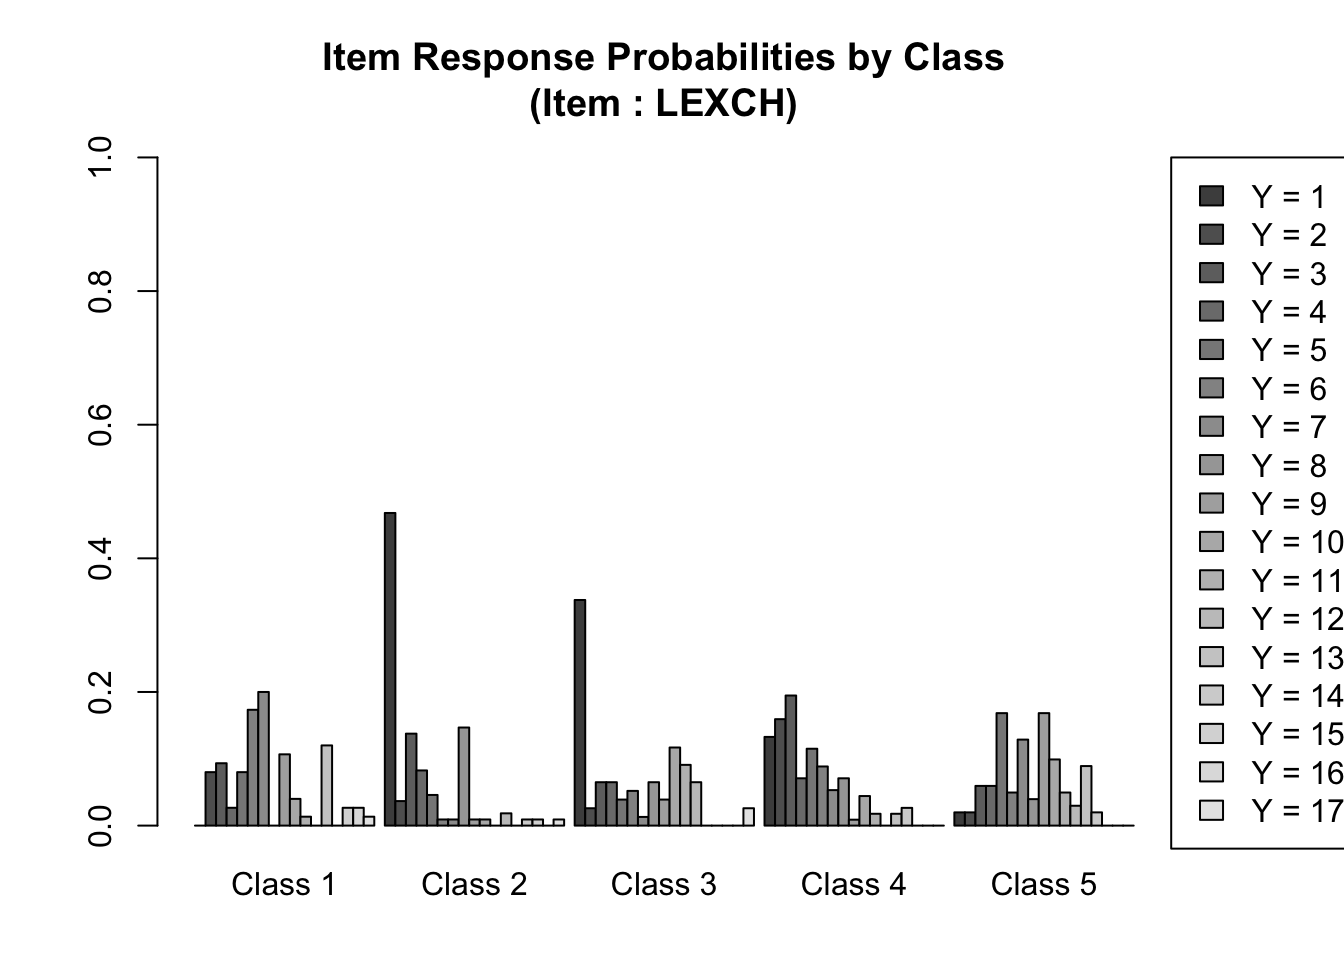 Item Response Probabilities by Class
(Item : LEXCH)
1.0
0.8
0.6
0.4
0.2
0.0
Class 1
Class 2
Class 3
Class 4
Class 5
Y = 1
Y = 2
Y = 3
Y = 4
Y = 5
Y = 6
Y = 7
Y = 8
Y = 9
Y = 10
Y = 11
Y = 12
Y = 13
Y = 14
Y = 15
Y = 16
Y = 17